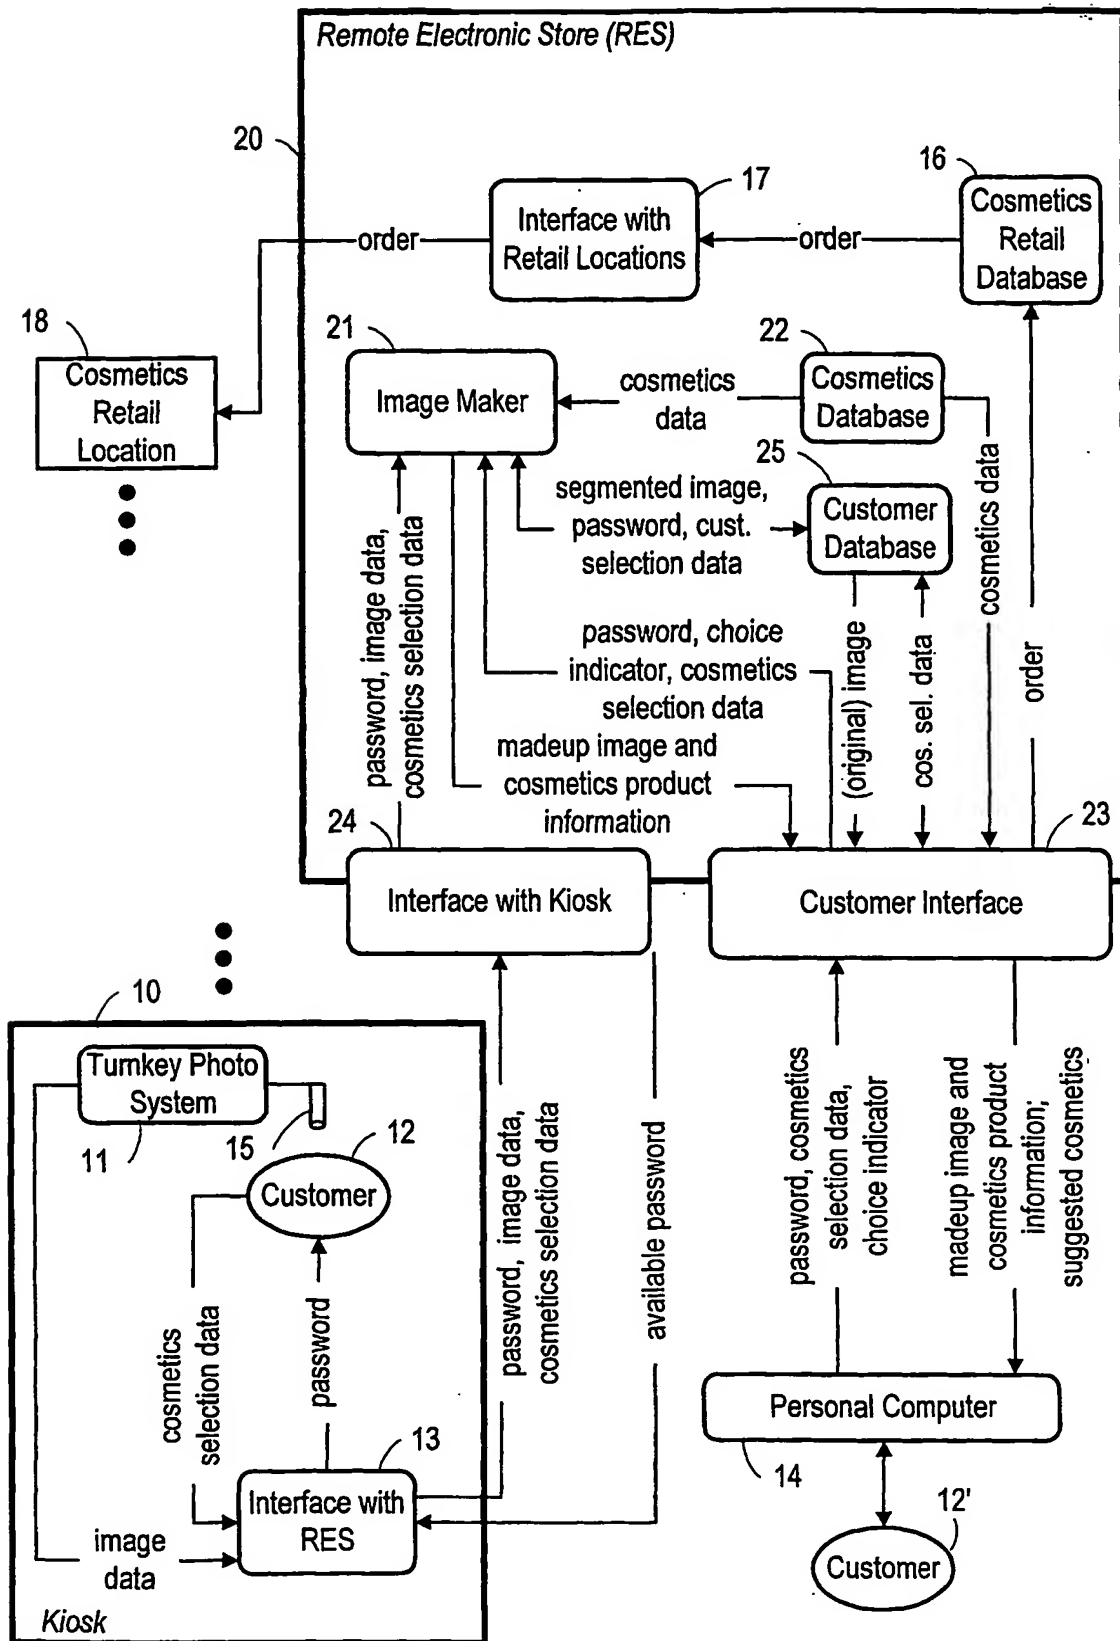 Remote Electronic Store (RES)
20
16
17
Cosmetics
Retail
Database
Interface with
Retail Locations
order
order
18
Cosmetics
Retail
Location
21
Image Maker
22
cosmetics
data
Cosmetics
Database
25
segmented image,
password, cust.
selection data
Customer
Database
cosmetics data
password, image data,
cosmetics selection data
password, choice
indicator, cosmetics
selection data
(original) image
cos. sel. data
order
madeup image and
cosmetics product
information
24
23
Interface with Kiosk
Customer Interface
10
Turnkey Photo
System
11
15
12
Customer
cosmetics
selection data
password
password, image data,
cosmetics selection data
available password
password, cosmetics
selection data,
choice indicator
madeup image and
cosmetics product
information;
suggested cosmetics
13
Interface with
RES
image
data
Kiosk
Personal Computer
14
12'
Customer